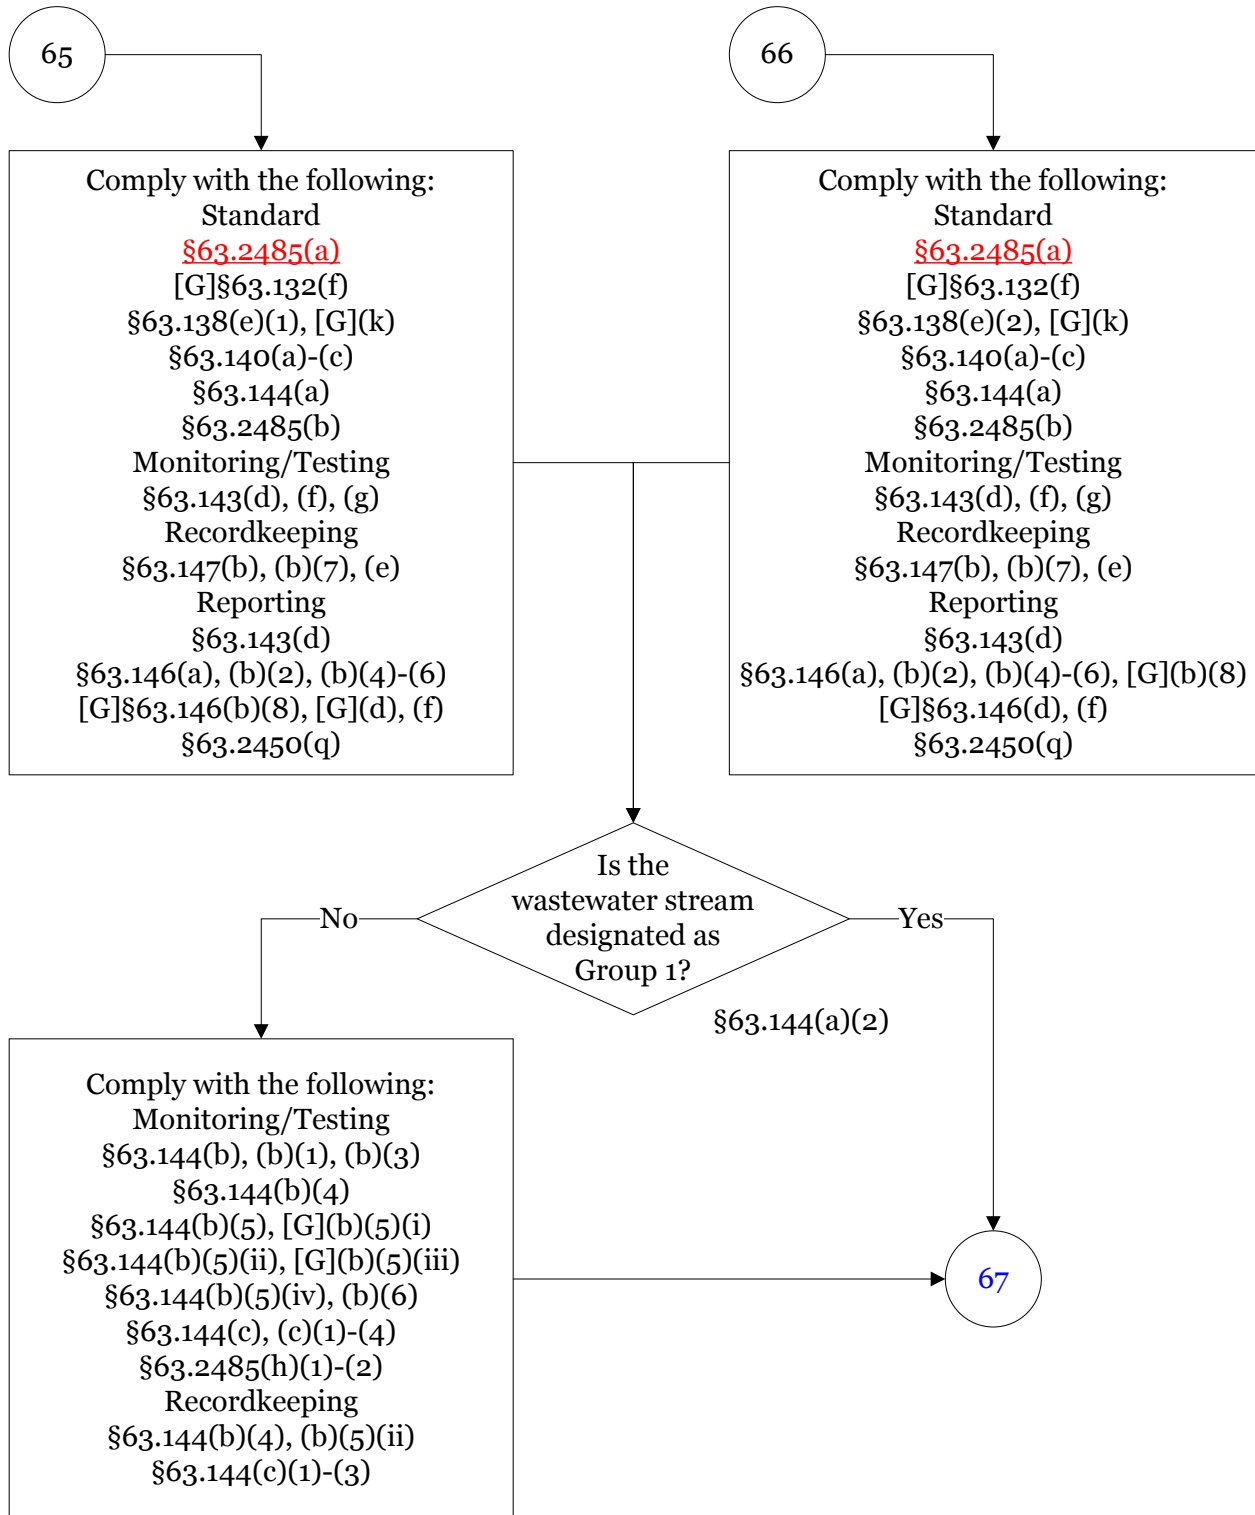 65
Comply with the following:
Standard
§63.2485(a)
[G]§63.132(f)
§63.138(e)(1), [G](k)
§63.140(a)-(c)
§63.144(a)
§63.2485(b)
Monitoring/Testing
§63.143(d), (f), (g)
Recordkeeping
§63.147(b), (b)(7), (e)
Reporting
§63.143(d)
§63.146(a), (b)(2), (b)(4)-(6)
[G]§63.146(b)(8), [G](d), (f)
§63.2450(q)
66
Comply with the following:
Standard
§63.2485(a)
[G]§63.132(f)
§63.138(e)(2), [G](k)
§63.140(a)-(c)
§63.144(a)
§63.2485(b)
Monitoring/Testing
§63.143(d), (f), (g)
Recordkeeping
§63.147(b), (b)(7), (e)
Reporting
§63.143(d)
§63.146(a), (b)(2), (b)(4)-(6), [G](b)(8)
[G]§63.146(d), (f)
§63.2450(q)
Is the
wastewater stream
designated as
Group 1?
No
Yes
§63.144(a)(2)
Comply with the following:
Monitoring/Testing
§63.144(b), (b)(1), (b)(3)
§63.144(b)(4)
§63.144(b)(5), [G](b)(5)(i)
§63.144(b)(5)(ii), [G](b)(5)(iii)
§63.144(b)(5)(iv), (b)(6)
§63.144(c), (c)(1)-(4)
§63.2485(h)(1)-(2)
Recordkeeping
§63.144(b)(4), (b)(5)(ii)
§63.144(c)(1)-(3)
67